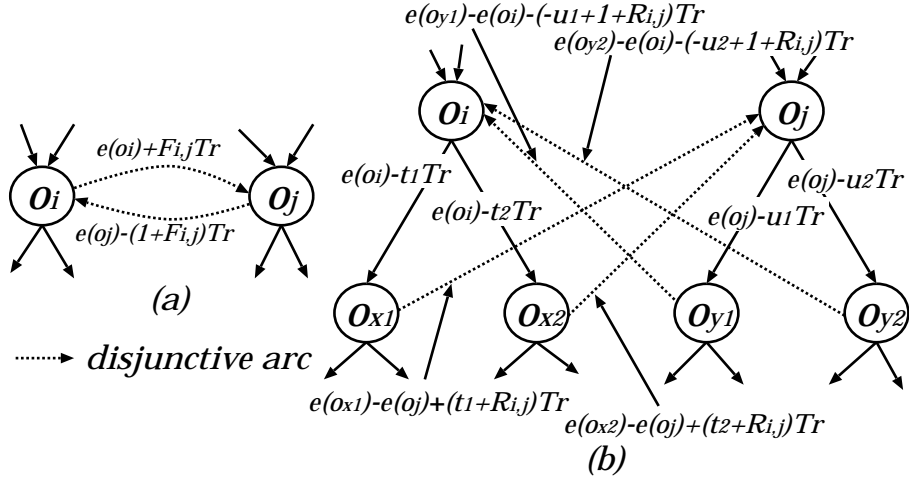 e(oy1)-e(oi)-(-u1+1+Ri,j)Tr
e(oy2)-e(oi)-(-u2+1+Ri,j)Tr
Oi
Oj
e(oi)+Fi,jTr
Oi
Oj
e(oj)-(1+Fi,j)Tr
(a)
e(oi)-t1Tr
e(oi)-t2Tr
e(oj)-u2Tr
e(oj)-u1Tr
Ox1
Ox2
Oy1
Oy2
disjunctive arc
e(ox1)-e(oj)+(t1+Ri,j)Tr
e(ox2)-e(oj)+(t2+Ri,j)Tr
(b)